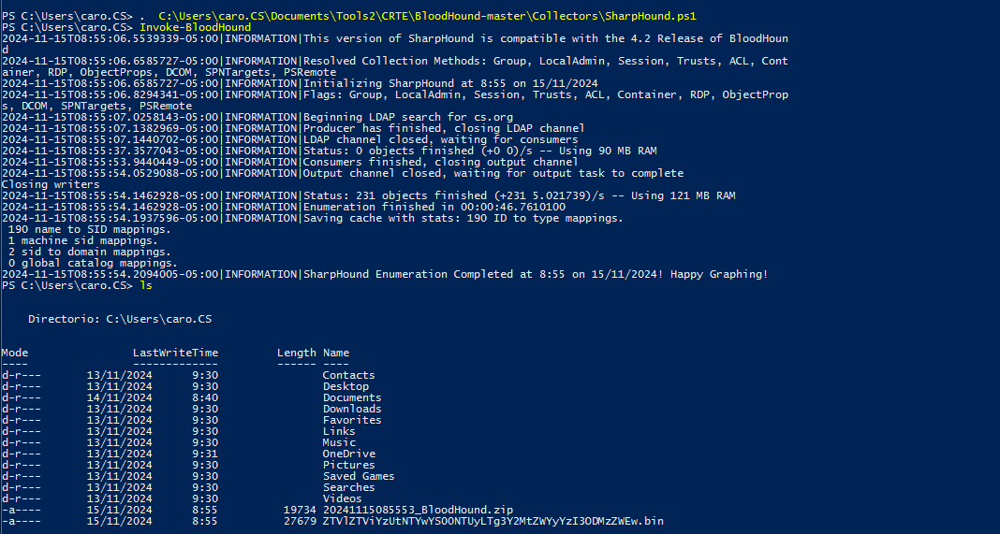 PS C:\Users\caro.CS> .  C:\Users\caro.CS\Documents\Tools2\CRTE\BloodHound-master\Collectors\SharpHound.ps1
PS C:\Users\caro.CS> Invoke-BloodHound
2024-11-15T08:55:06.5539339-05:00|INFORMATION|This version of SharpHound is compatible with the 4.2 Release of BloodHoun
d
2024-11-15T08:55:06.6585727-05:00|INFORMATION|Resolved Collection Methods: Group, LocalAdmin, Session, Trusts, ACL, Cont
ainer, RDP, ObjectProps, DCOM, SPNTargets, PSRemote
2024-11-15T08:55:06.6585727-05:00|INFORMATION|Initializing SharpHound at 8:55 on 15/11/2024
2024-11-15T08:55:06.8294341-05:00|INFORMATION|Flags: Group, LocalAdmin, Session, Trusts, ACL, Container, RDP, ObjectProp
s, DCOM, SPNTargets, PSRemote
2024-11-15T08:55:07.0258143-05:00|INFORMATION|Beginning LDAP search for cs.org
2024-11-15T08:55:07.1382969-05:00|INFORMATION|Producer has finished, closing LDAP channel
2024-11-15T08:55:07.1440702-05:00|INFORMATION|LDAP channel closed, waiting for consumers
2024-11-15T08:55:37.3577043-05:00|INFORMATION|Status: 0 objects finished (+0 0)/s -- Using 90 MB RAM
2024-11-15T08:55:53.9440449-05:00|INFORMATION|Consumers finished, closing output channel
2024-11-15T08:55:54.0529088-05:00|INFORMATION|Output channel closed, waiting for output task to complete
Closing writers
2024-11-15T08:55:54.1462928-05:00|INFORMATION|Status: 231 objects finished (+231 5.021739)/s -- Using 121 MB RAM
2024-11-15T08:55:54.1462928-05:00|INFORMATION|Enumeration finished in 00:00:46.7610100
2024-11-15T08:55:54.1937596-05:00|INFORMATION|Saving cache with stats: 190 ID to type mappings.
 190 name to SID mappings.
 1 machine sid mappings.
 2 sid to domain mappings.
 0 global catalog mappings.
2024-11-15T08:55:54.2094005-05:00|INFORMATION|SharpHound Enumeration Completed at 8:55 on 15/11/2024! Happy Graphing!
PS C:\Users\caro.CS> ls
Directorio: C:\Users\caro.CS
Mode LastWriteTime Length Name
---- ------------- ------ ----
d-r--- 13/11/2024 9:30 Contacts
d-r--- 13/11/2024 9:30 Desktop
d-r--- 14/11/2024 8:40 Documents
d-r--- 13/11/2024 9:30 Downloads
d-r--- 13/11/2024 9:30 Favorites
d-r--- 13/11/2024 9:30 Links
d-r--- 13/11/2024 9:30 Music
d-r--- 13/11/2024 9:31 OneDrive
d-r--- 13/11/2024 9:30 Pictures
d-r--- 13/11/2024 9:30 Saved Games
d-r--- 13/11/2024 9:30 Searches
d-r--- 13/11/2024 9:30 Videos
-a---- 15/11/2024 8:55 19734 20241115085553_BloodHound.zip
-a---- 15/11/2024 8:55 27679 ZTVlZTViYzUtNTYwYS00NTUyLTg3Y2MtZWYyYzI3ODMzZWEw.bin